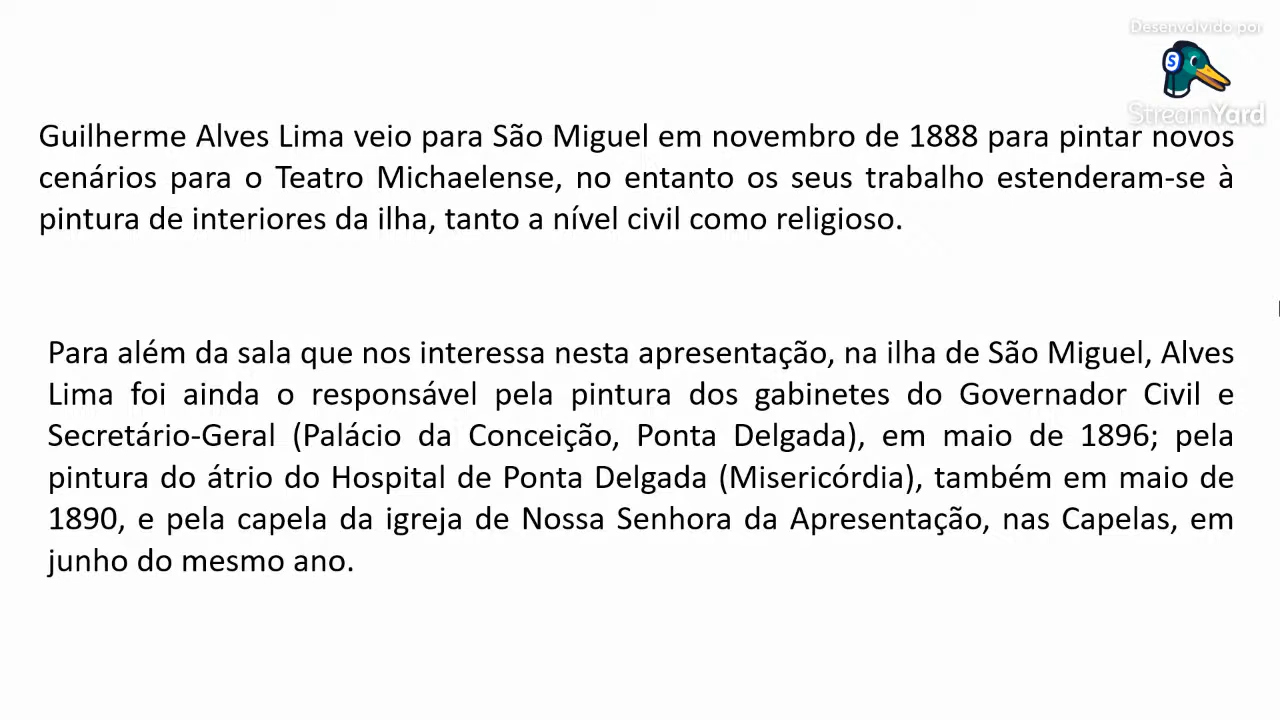 Desenvolvido por
S
StreamYard
Guilherme Alves Lima veio para São Miguel em novembro de 1888 para pintar novos
cenários para o Teatro Michaelense, no entanto os seus trabalho estenderam-se à
pintura de interiores da ilha, tanto a nível civil como religioso.
Para além da sala que nos interessa nesta apresentação, na ilha de São Miguel, Alves
Lima foi ainda o responsável pela pintura dos gabinetes do Governador Civil e
Secretário-Geral (Palácio da Conceição, Ponta Delgada), em maio de 1896; pela
pintura do átrio do Hospital de Ponta Delgada (Misericórdia), também em maio de
1890, e pela capela da igreja de Nossa Senhora da Apresentação, nas Capelas, em
junho do mesmo ano.